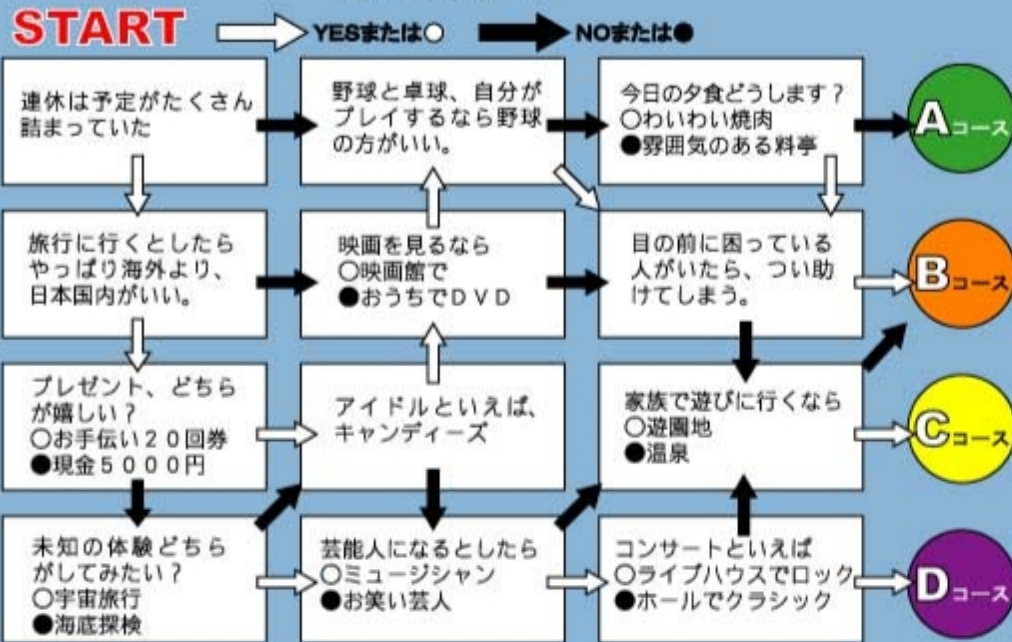 START
YESまたは○
NOまたは●
連休は予定がたくさん
詰まっていた
野球と卓球、自分が
プレイするなら野球
の方がいい。
今日の夕食どうします？
○わいわい焼肉
●雰囲気のある料亭
Aコース
旅行に行くとしたら
やっぱり海外より、
日本国内がいい。
映画を見るなら
○映画館で
●おうちでＤＶＤ
目の前に困っている
人がいたら、つい助
けてしまう。
Bコース
プレゼント、どちら
が嬉しい？
○お手伝い２０回券
●現金５０００円
アイドルといえば、
キャンディーズ
家族で遊びに行くなら
○遊園地
●温泉
Cコース
未知の体験どちら
がしてみたい？
○宇宙旅行
●海底探検
芸能人になるとしたら
○ミュージシャン
●お笑い芸人
コンサートといえば
○ライブハウスでロック
●ホールでクラシック
Dコース